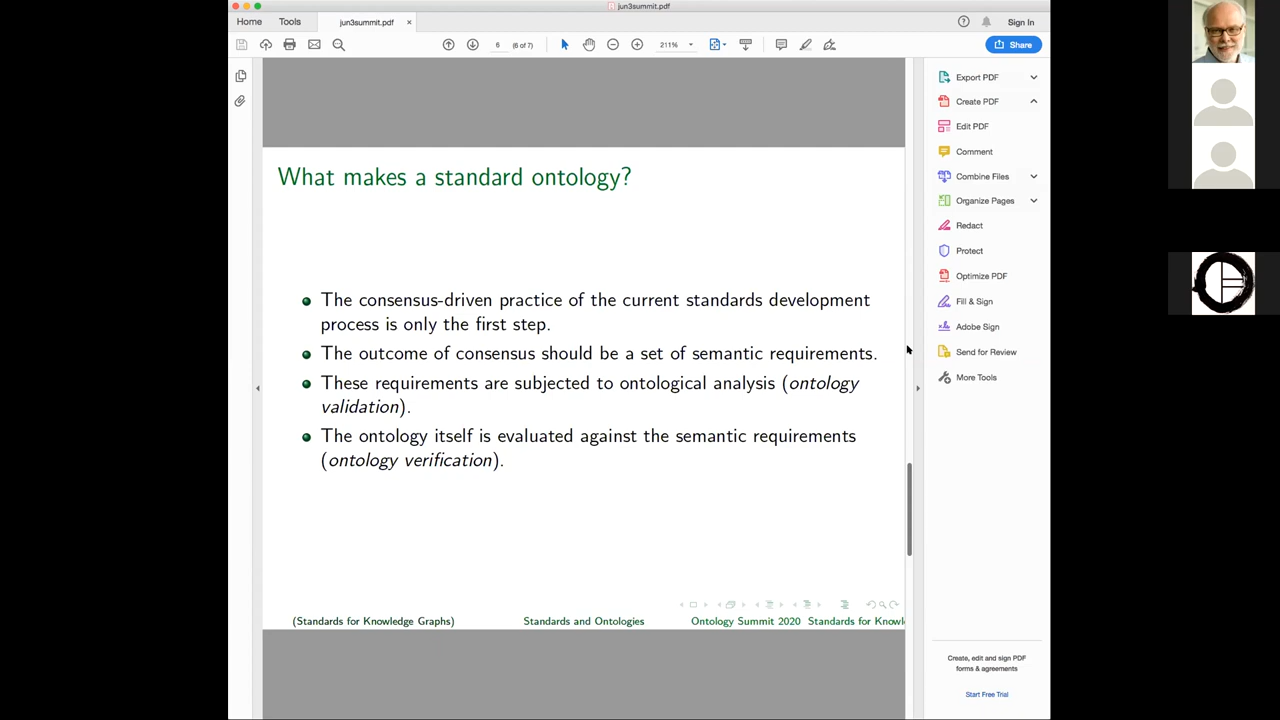 jun3summit.pdf
Home
Tools
jun3summit.pdf
×
Sign In
6
(6 of 7)
211%
Share
What makes a standard ontology?
The consensus-driven practice of the current standards development
process is only the first step.
The outcome of consensus should be a set of semantic requirements.
These requirements are subjected to ontological analysis (ontology
validation).
The ontology itself is evaluated against the semantic requirements
(ontology verification).
(Standards for Knowledge Graphs)
Standards and Ontologies
Ontology Summit 2020
Standards for Knowl
Export PDF
Create PDF
Edit PDF
Comment
Combine Files
Organize Pages
Redact
Protect
Optimize PDF
Fill & Sign
Adobe Sign
Send for Review
More Tools
Create, edit and sign PDF
forms & agreements
Start Free Trial